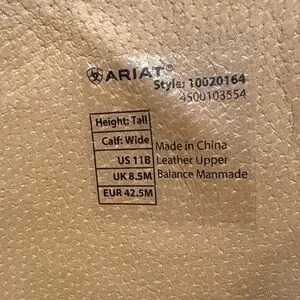 ARIAT®
Style: 10020164
4500103554
Height: Tall
Calf: Wide
US 11B
UK 8.5M
EUR 42.5M
Made in China
Leather Upper
Balance Manmade